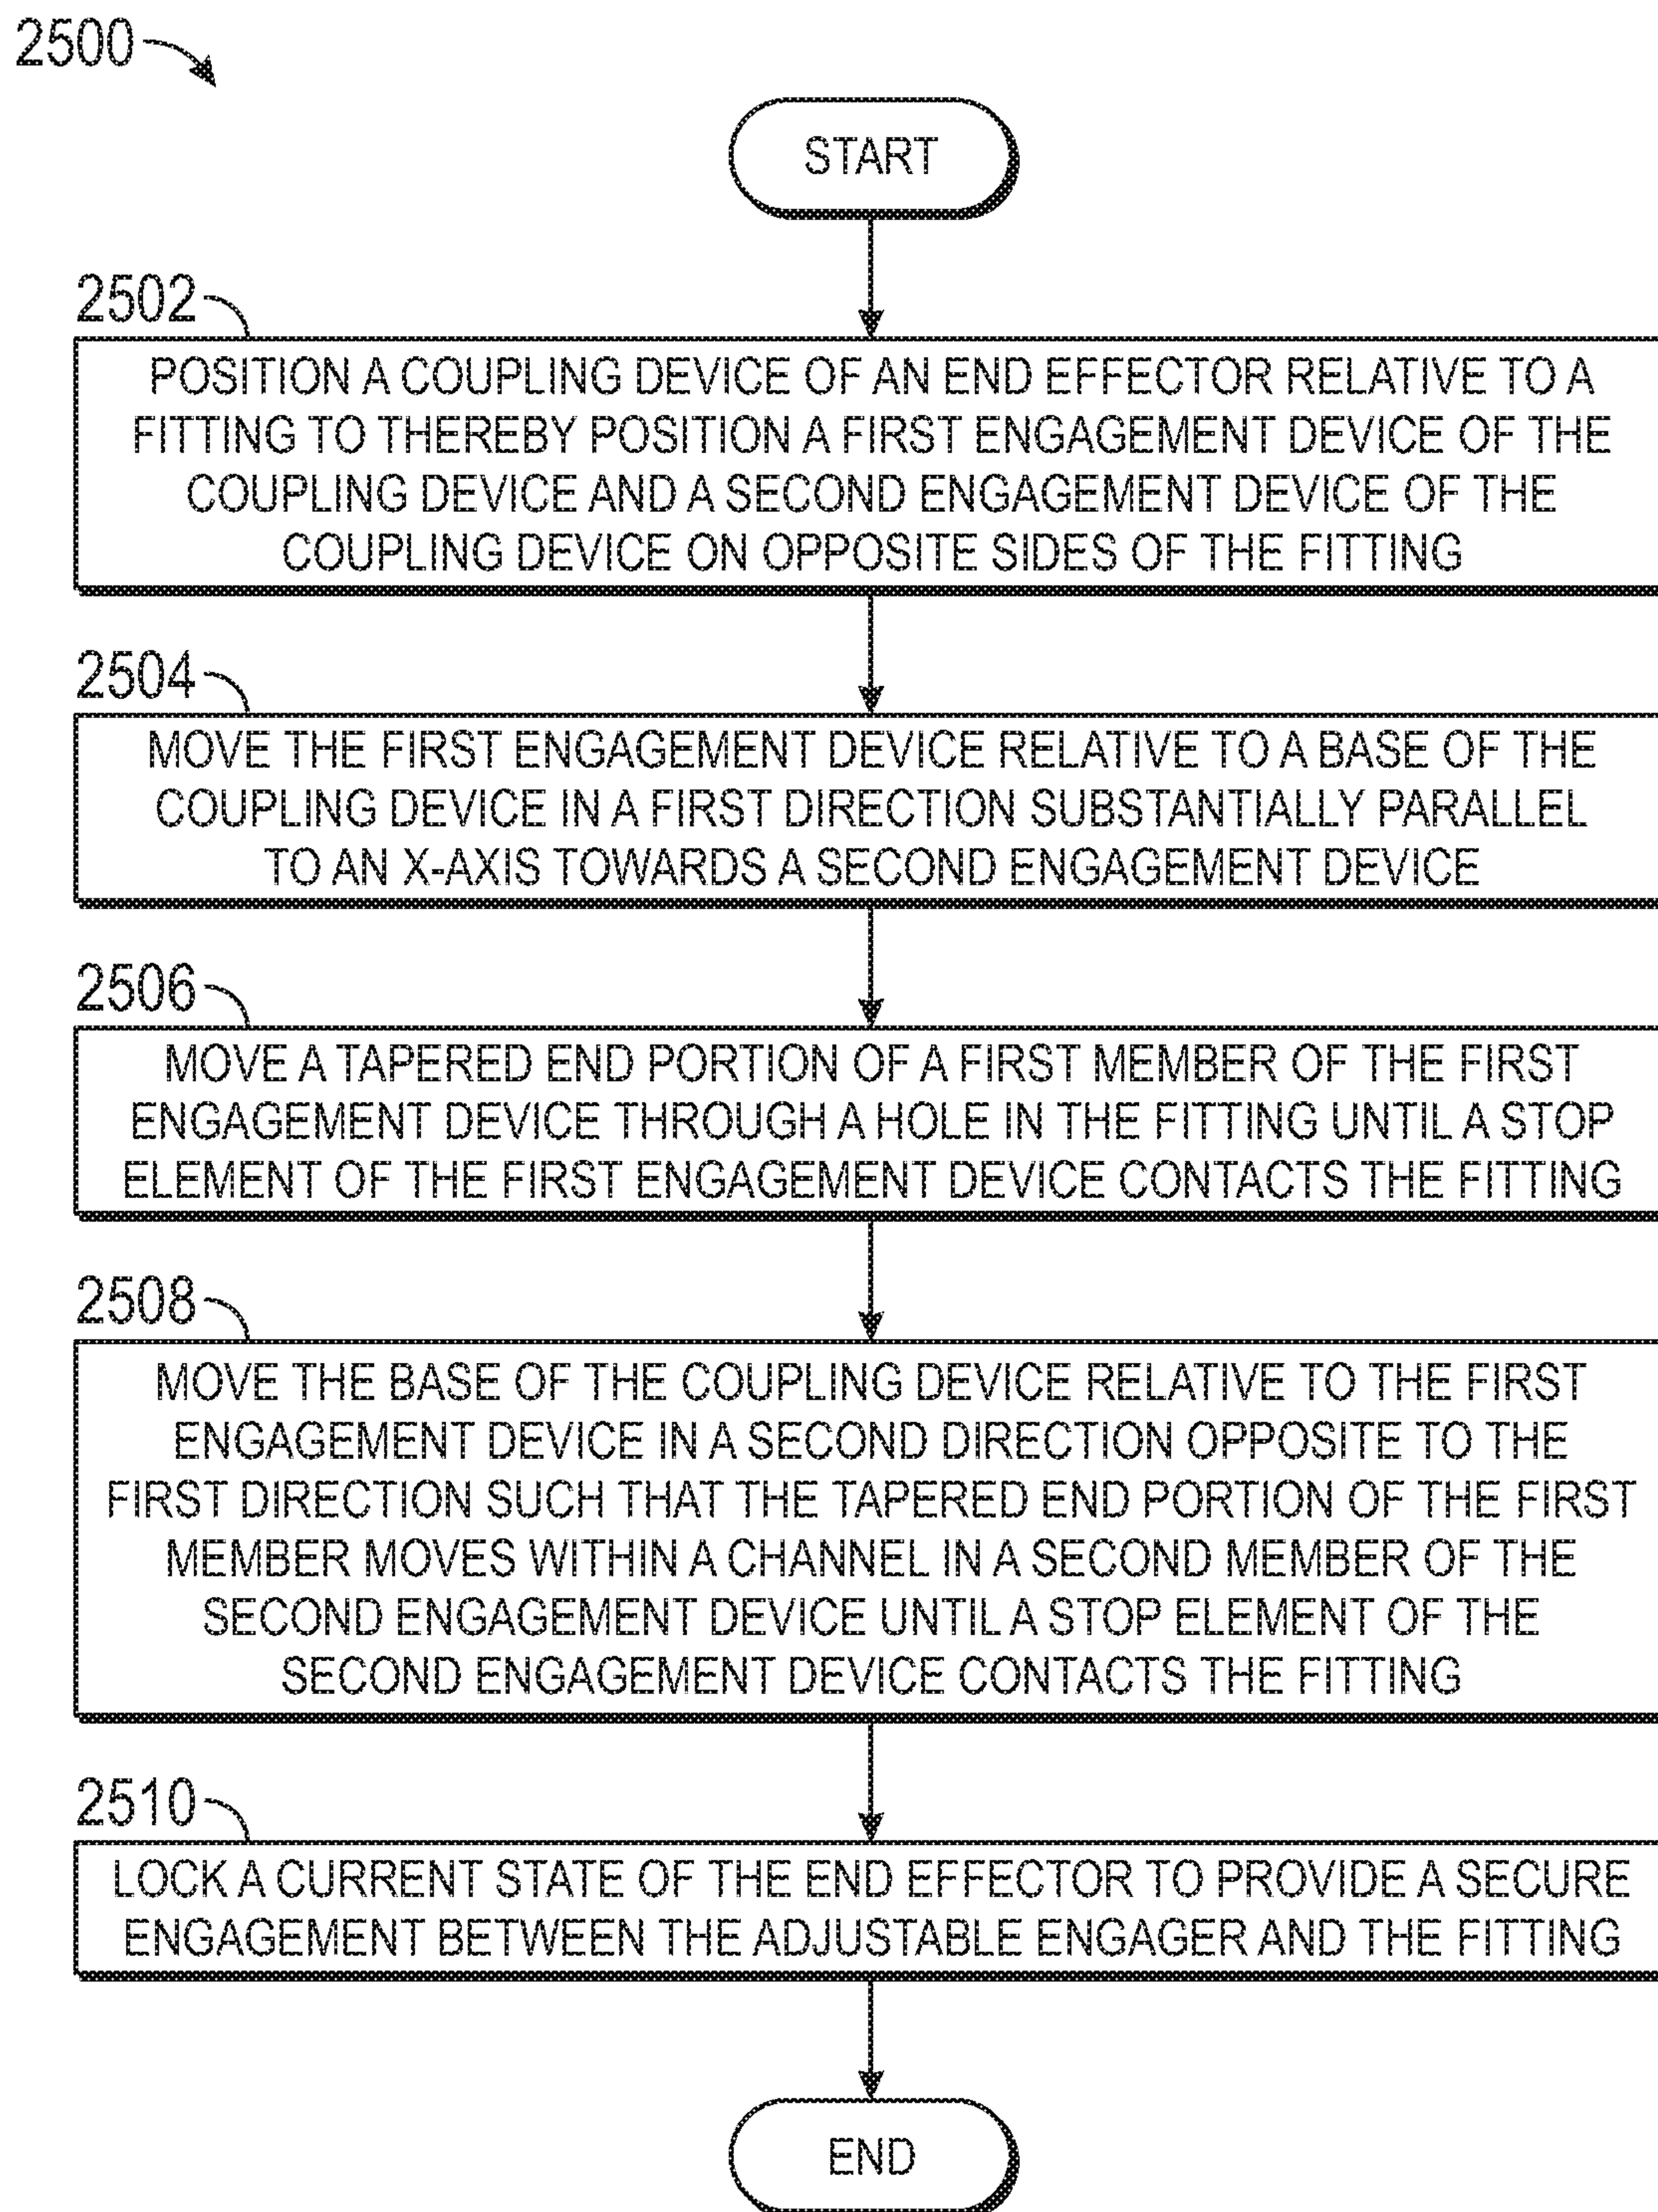 2500
START
2502
POSITION A COUPLING DEVICE OF AN END EFFECTOR RELATIVE TO A
FITTING TO THEREBY POSITION A FIRST ENGAGEMENT DEVICE OF THE
COUPLING DEVICE AND A SECOND ENGAGEMENT DEVICE OF THE
COUPLING DEVICE ON OPPOSITE SIDES OF THE FITTING
2504
MOVE THE FIRST ENGAGEMENT DEVICE RELATIVE TO A BASE OF THE
COUPLING DEVICE IN A FIRST DIRECTION SUBSTANTIALLY PARALLEL
TO AN X-AXIS TOWARDS A SECOND ENGAGEMENT DEVICE
2506
MOVE A TAPERED END PORTION OF A FIRST MEMBER OF THE FIRST
ENGAGEMENT DEVICE THROUGH A HOLE IN THE FITTING UNTIL A STOP
ELEMENT OF THE FIRST ENGAGEMENT DEVICE CONTACTS THE FITTING
2508
MOVE THE BASE OF THE COUPLING DEVICE RELATIVE TO THE FIRST
ENGAGEMENT DEVICE IN A SECOND DIRECTION OPPOSITE TO THE
FIRST DIRECTION SUCH THAT THE TAPERED END PORTION OF THE FIRST
MEMBER MOVES WITHIN A CHANNEL IN A SECOND MEMBER OF THE
SECOND ENGAGEMENT DEVICE UNTIL A STOP ELEMENT OF THE
SECOND ENGAGEMENT DEVICE CONTACTS THE FITTING
2510
LOCK A CURRENT STATE OF THE END EFFECTOR TO PROVIDE A SECURE
ENGAGEMENT BETWEEN THE ADJUSTABLE ENGAGER AND THE FITTING
END